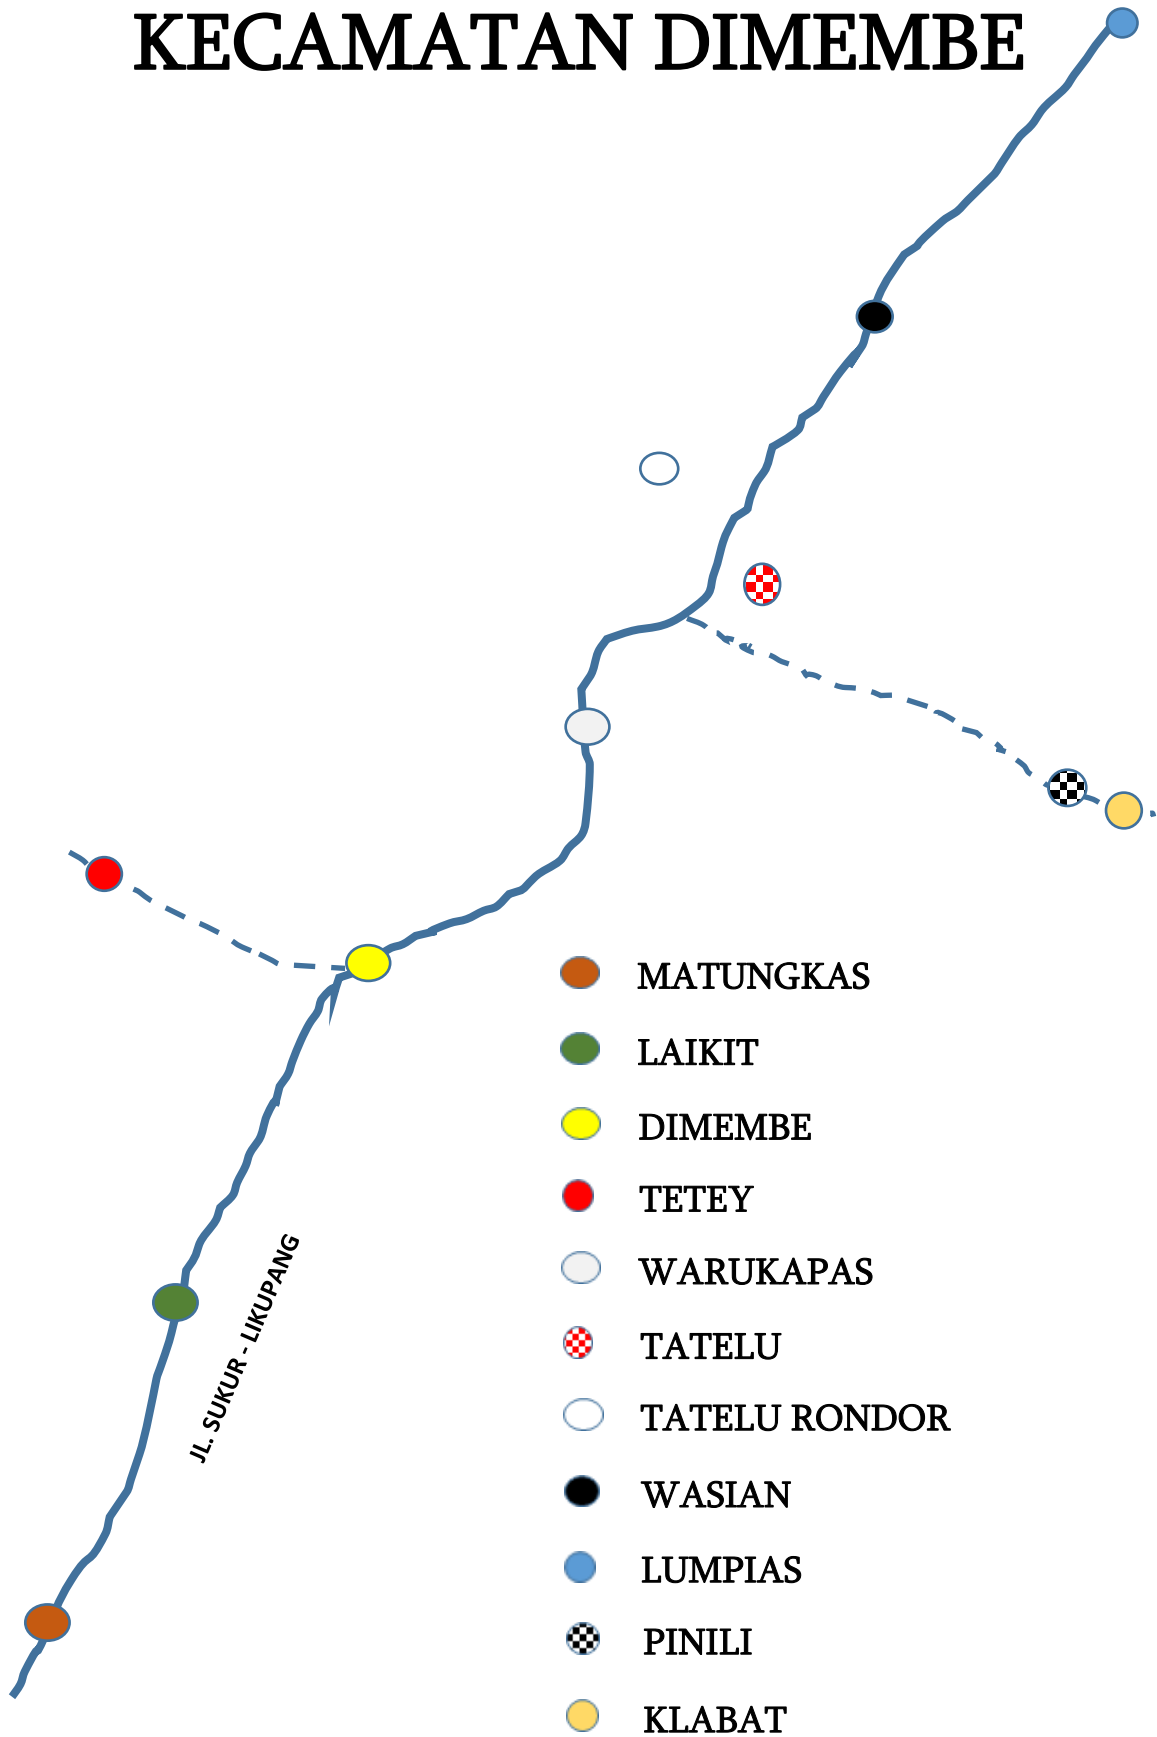 KECAMATAN DIMEMBE
JL. SUKUR - LIKUPANG
MATUNGKAS
LAIKIT
DIMEMBE
TETEY
WARUKAPAS
TATELU
TATELU RONDOR
WASIAN
LUMPIAS
PINILI
KLABAT